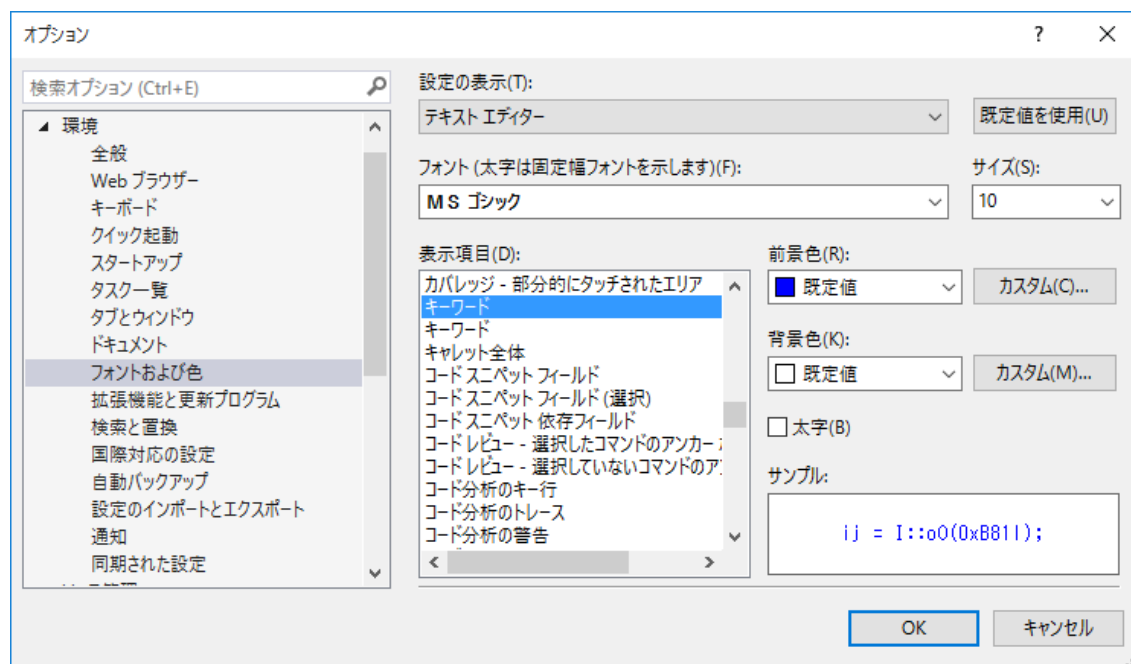 オプション
?
検索オプション (Ctrl+E)
環境
全般
Web ブラウザー
キーボード
クイック起動
スタートアップ
タスク一覧
タブとウィンドウ
ドキュメント
フォントおよび色
拡張機能と更新プログラム
検索と置換
国際対応の設定
自動バックアップ
設定のインポートとエクスポート
通知
同期された設定
設定の表示(T):
テキスト エディター
既定値を使用(U)
フォント (太字は固定幅フォントを示します)(F):
サイズ(S):
ＭＳ ゴシック
10
表示項目(D):
カバレッジ - 部分的にタッチされたエリア
キーワード
キーワード
キャレット全体
コード スニペット フィールド
コード スニペット フィールド (選択)
コード スニペット 依存フィールド
コード レビュー - 選択したコマンドのアンカー
コード レビュー - 選択していないコマンドのア
コード分析のキー行
コード分析のトレース
コード分析の警告
前景色(R):
既定値
カスタム(C)...
背景色(K):
既定値
カスタム(M)...
太字(B)
サンプル:
ij = I::oO(0xB81l);
OK
キャンセル